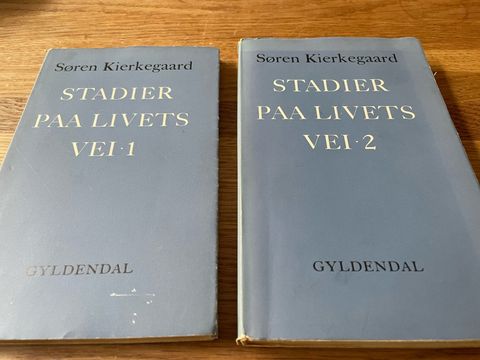 Søren Kierkegaard
STADIER
PAA LIVETS
VEI·1
GYLDENDAL
Søren Kierkegaard
STADIER
PAA LIVETS
VEI·2
GYLDENDAL